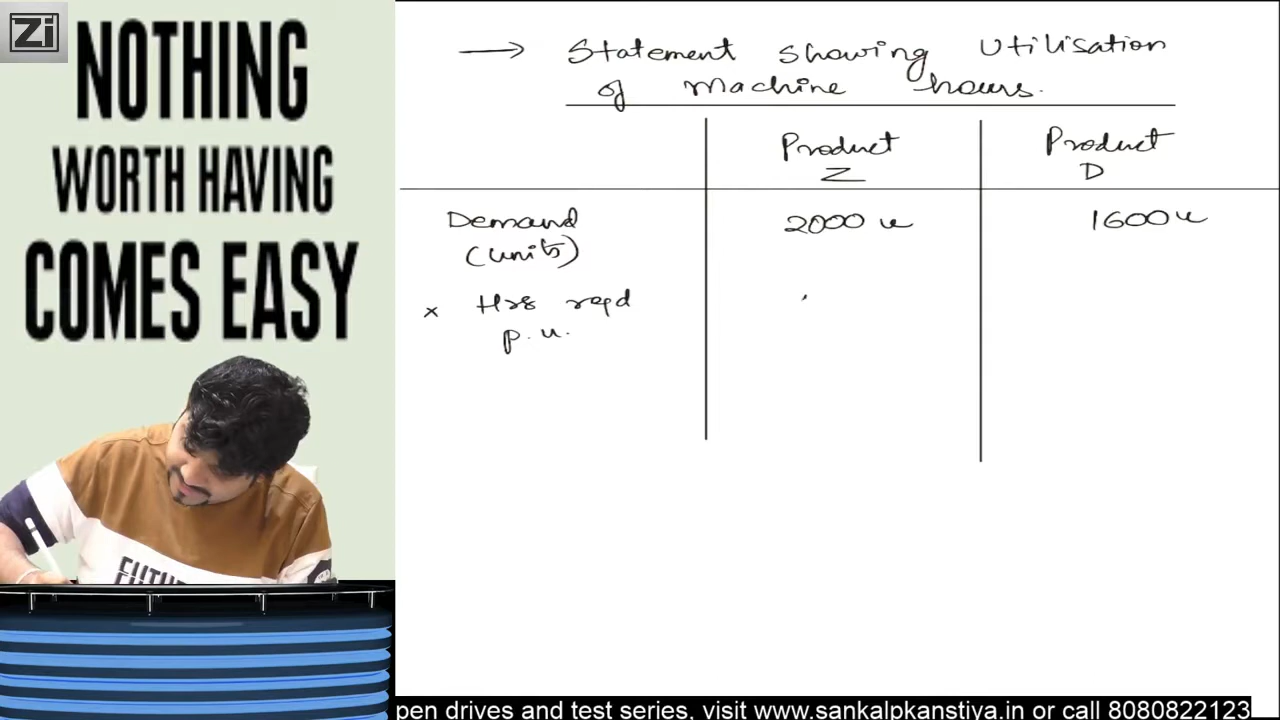 Zi
NOTHING
WORTH HAVING
COMES EASY
→ Statement showing Utilisation
of Machine hours.
Product
Z
Product
D
Demand
(Units)
2000 u
1600 u
× Hrs reqd
p.u.
FUTU
pen drives and test series, visit www.sankalpkanstiya.in or call 8080822123